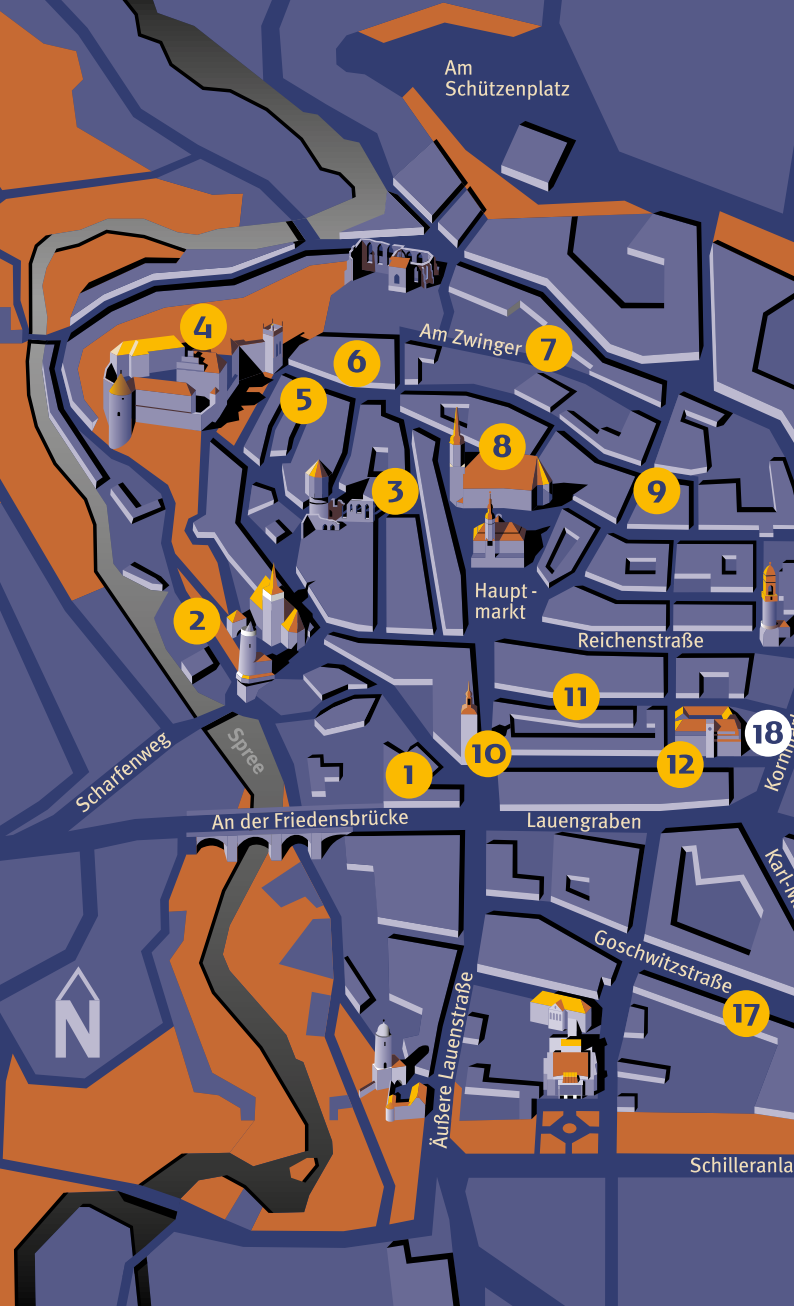 Am
Schützenplatz
4
Am Zwinger
7
6
5
8
3
9
Haupt-
markt
2
Reichenstraße
11
18
10
12
1
Spree
Scharfenweg
An der Friedensbrücke
Lauengraben
Goschwitzstraße
17
N
Äußere Lauenstraße
Schilleranla